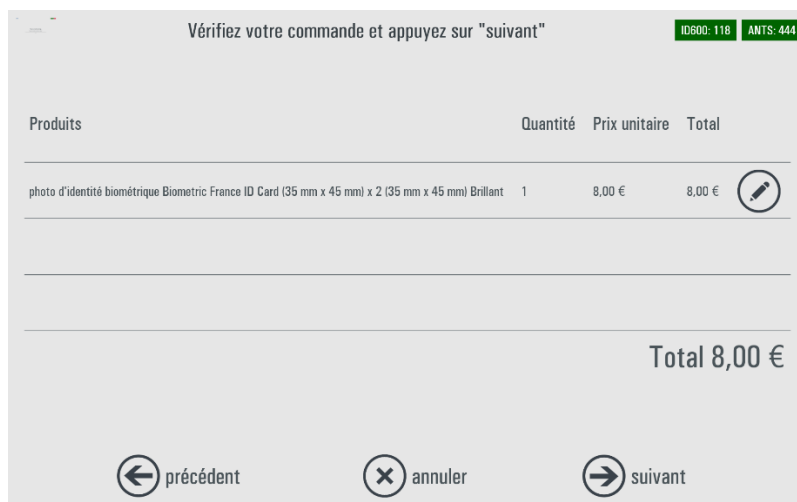 Vérifiez votre commande et appuyez sur "suivant"
ID600: 118 ANTS: 444
Produits Quantité Prix unitaire Total
photo d'identité biométrique Biometric France ID Card (35 mm x 45 mm) x 2 (35 mm x 45 mm) Brillant 1 8,00 € 8,00 €
Total 8,00 €
précédent annuler suivant